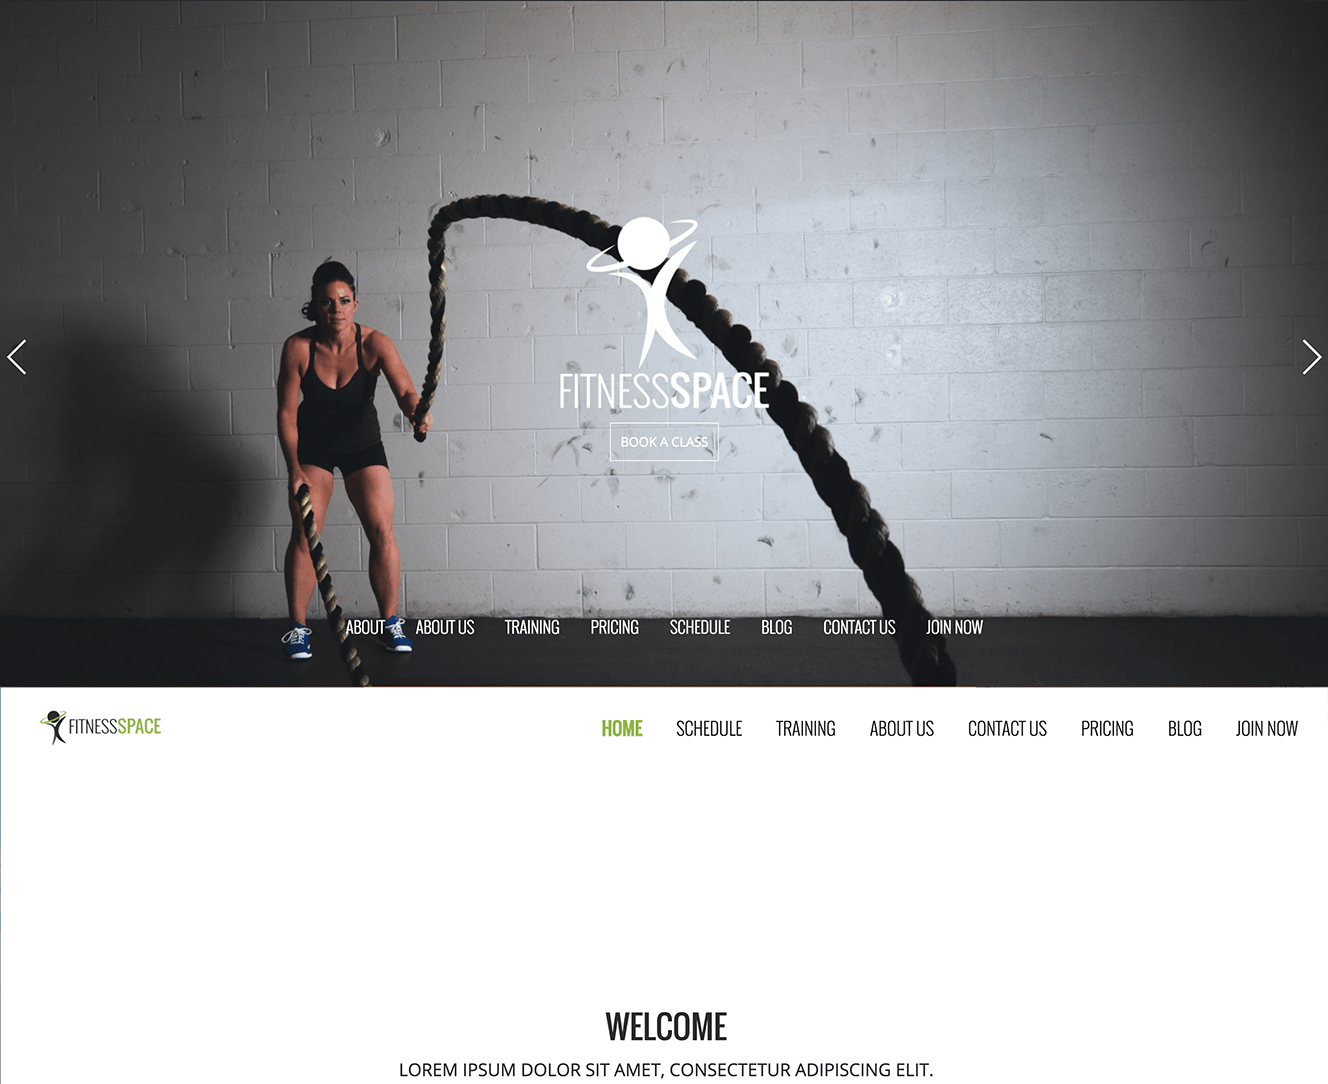 FITNESSSPACE
BOOK A CLASS
ABOUT ABOUT US TRAINING PRICING SCHEDULE BLOG CONTACT US JOIN NOW
FITNESSSPACE HOME SCHEDULE TRAINING ABOUT US CONTACT US PRICING BLOG JOIN NOW
WELCOME
LOREM IPSUM DOLOR SIT AMET, CONSECTETUR ADIPISCING ELIT.